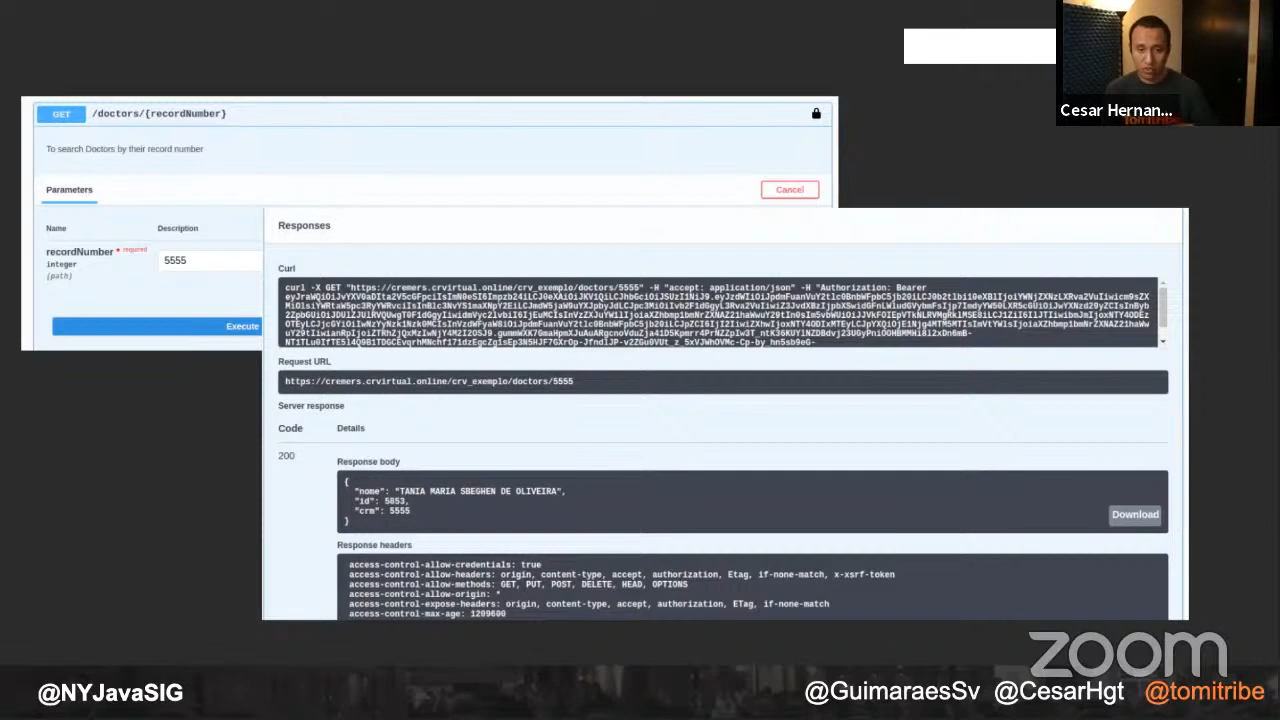 Cesar Hernan...
GET /doctors/{recordNumber}
To search Doctors by their record number
Parameters
Cancel
Name Description
recordNumber * required
integer
(path)
5555
Execute
Responses
Curl
curl -X GET "https://cremers.crvirtual.online/crv_exemplo/doctors/5555" -H "accept: application/json" -H "Authorization: Bearer
Request URL
https://cremers.crvirtual.online/crv_exemplo/doctors/5555
Server response
Code Details
200
Response body
{
"nome": "TANIA MARIA SBEGHEN DE OLIVEIRA",
"id": 5853,
"crm": 5555
}
Download
Response headers
access-control-allow-credentials: true
access-control-allow-headers: origin, content-type, accept, authorization, Etag, if-none-match, x-xsrf-token
access-control-allow-methods: GET, PUT, POST, DELETE, HEAD, OPTIONS
access-control-allow-origin: *
access-control-expose-headers: origin, content-type, accept, authorization, ETag, if-none-match
access-control-max-age: 1209600
zoom
@NYJavaSIG
@GuimaraesSv @CesarHgt @tomitribe